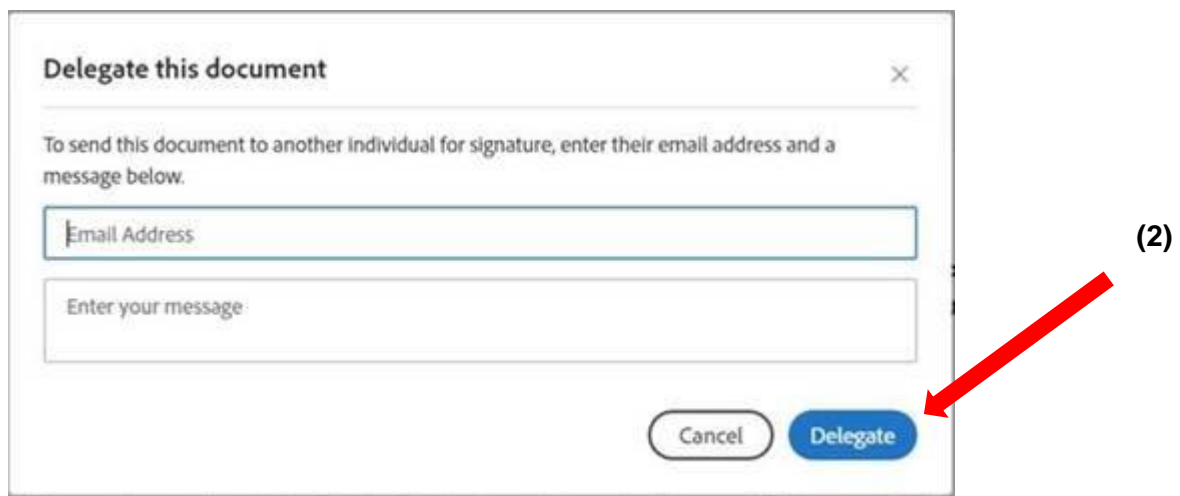 Delegate this document
To send this document to another individual for signature, enter their email address and a
message below.
Email Address
(2)
Enter your message
Cancel Delegate